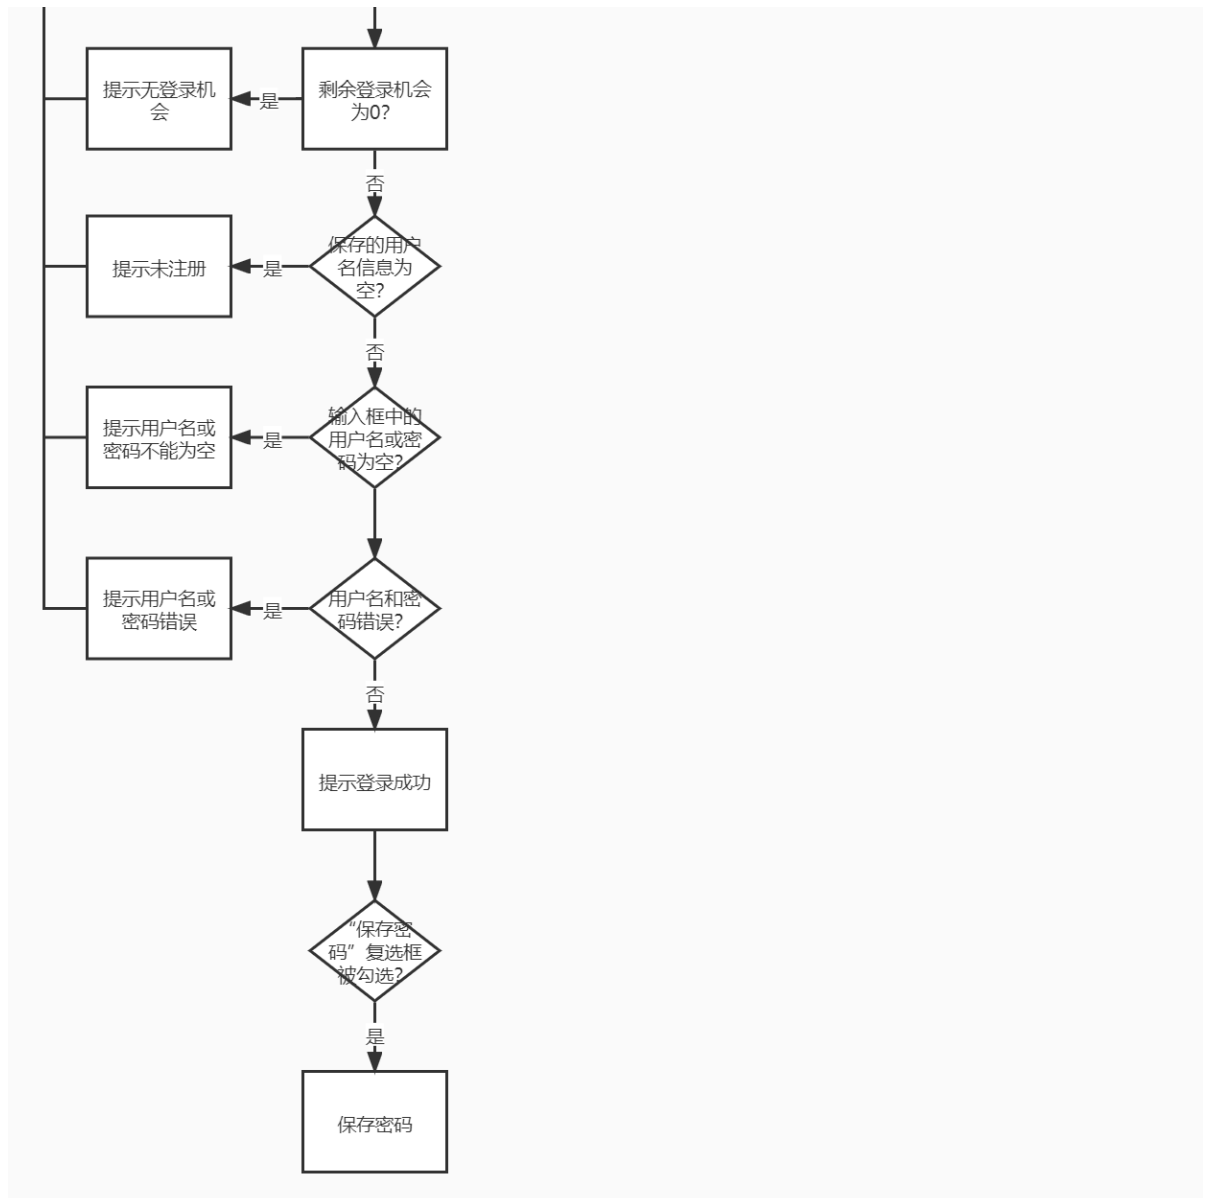 提示无登录机
会
是
剩余登录机会
为0?
否
提示未注册
是
保存的用户
名信息为
空?
否
提示用户名或
密码不能为空
是
输入框中的
用户名或密
码为空?
提示用户名或
密码错误
是
用户名和密
码错误?
否
提示登录成功
“保存密
码”复选框
被勾选?
是
保存密码